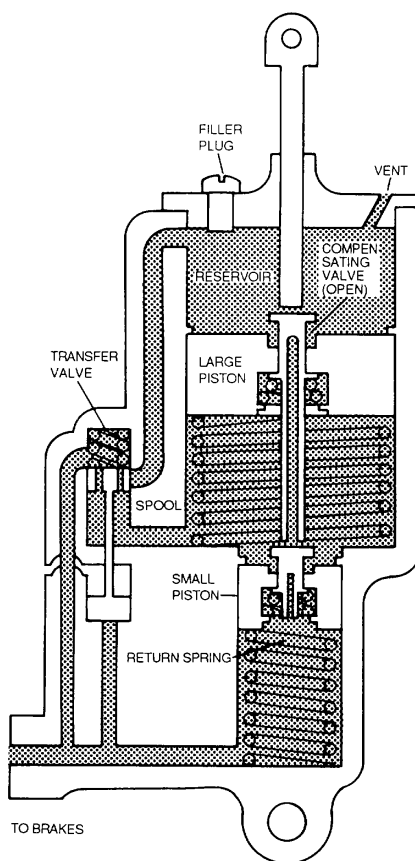 FILLER
PLUG
VENT
RESERVOIR
COMPEN-
SATING
VALVE
(OPEN)
TRANSFER
VALVE
LARGE
PISTON
SPOOL
SMALL
PISTON
RETURN SPRING
TO BRAKES